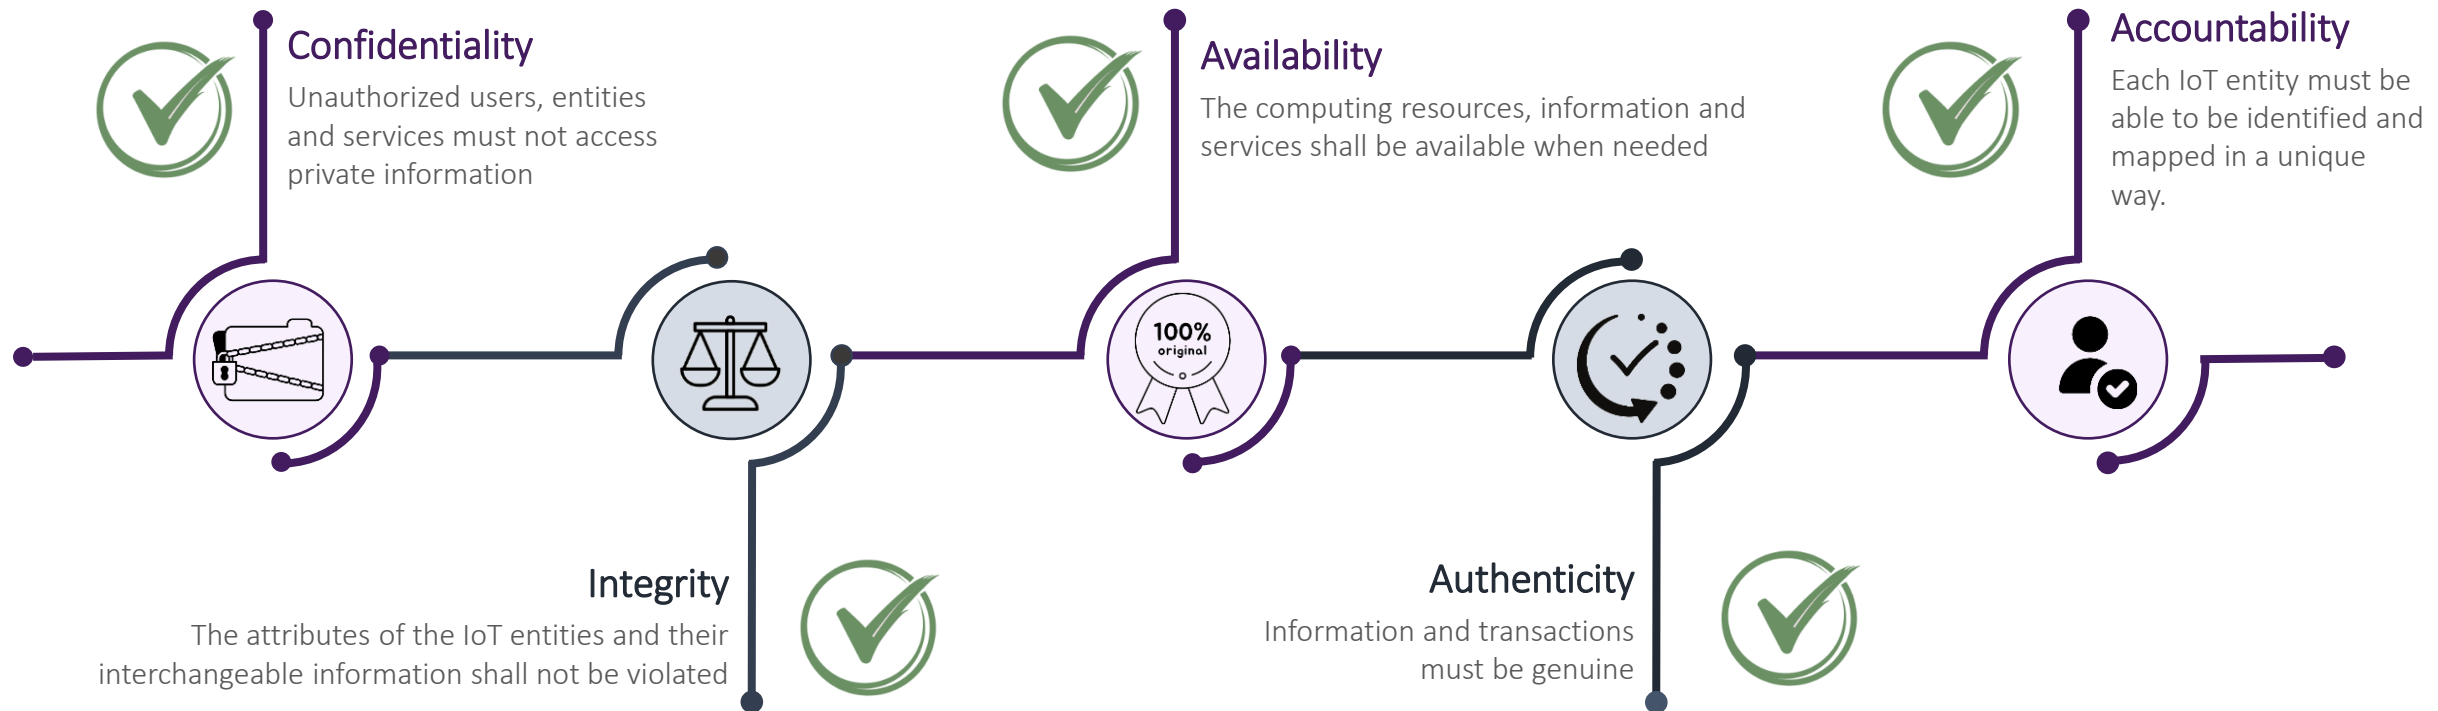 Confidentiality
Unauthorized users, entities
and services must not access
private information
Availability
The computing resources, information and
services shall be available when needed
Accountability
Each IoT entity must be
able to be identified and
mapped in a unique
way.
100%
original
Integrity
The attributes of the IoT entities and their
interchangeable information shall not be violated
Authenticity
Information and transactions
must be genuine